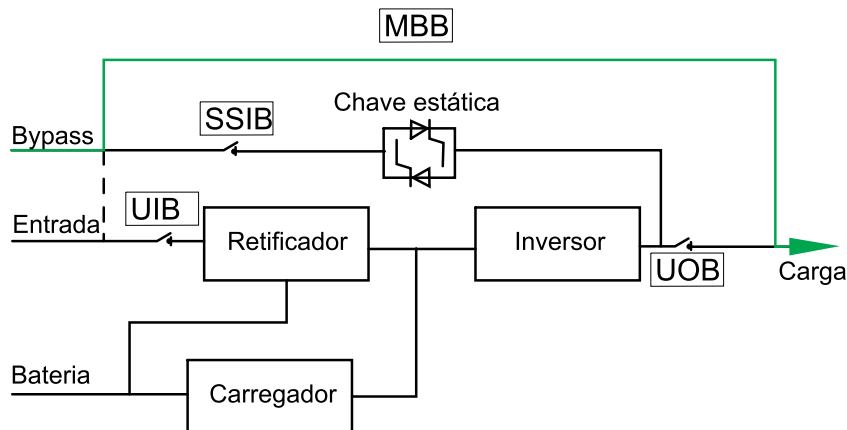 MBB
Chave estática
SSIB
Bypass
UIB
Entrada
Retificador
Inversor
UOB
Carga
Bateria
Carregador